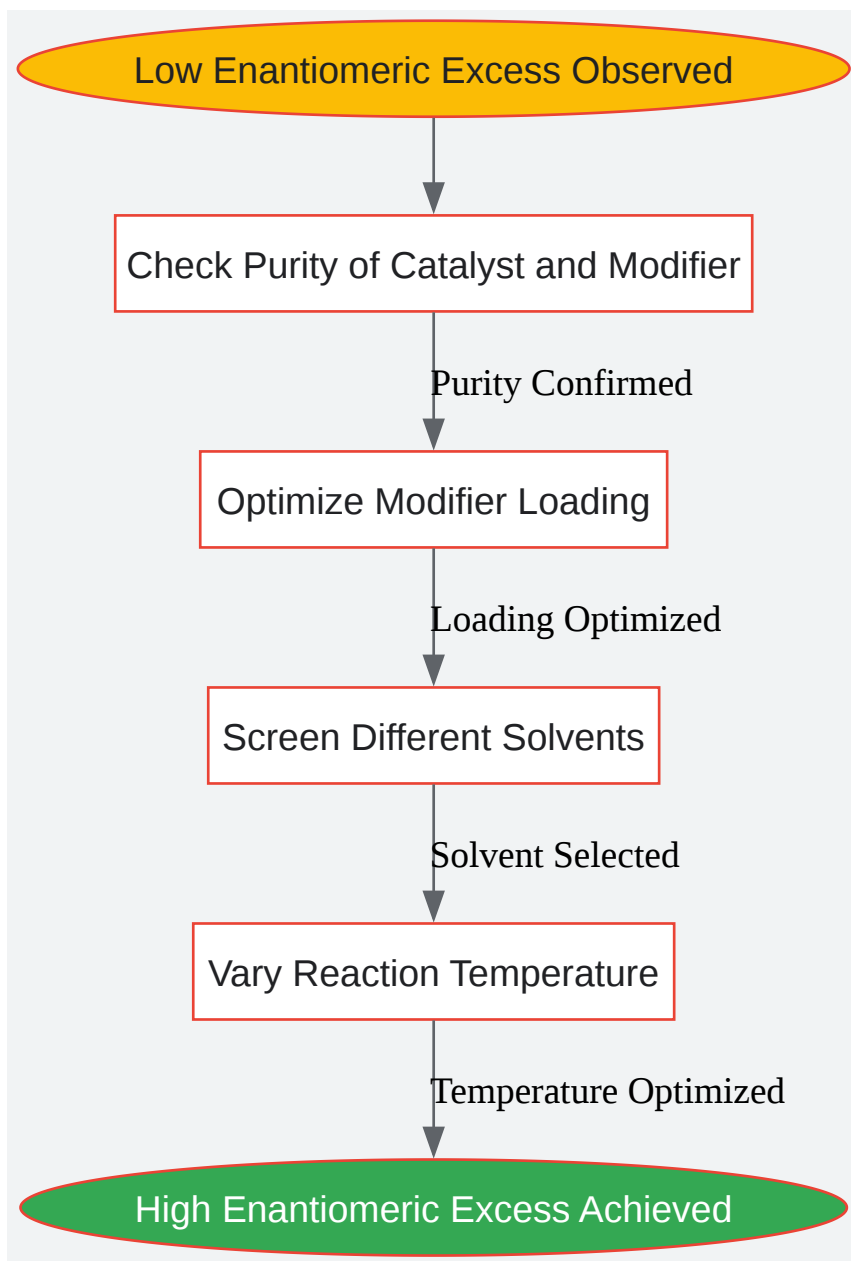 Low Enantiomeric Excess Observed
Check Purity of Catalyst and Modifier
Purity Confirmed
Optimize Modifier Loading
Loading Optimized
Screen Different Solvents
Solvent Selected
Vary Reaction Temperature
Temperature Optimized
High Enantiomeric Excess Achieved